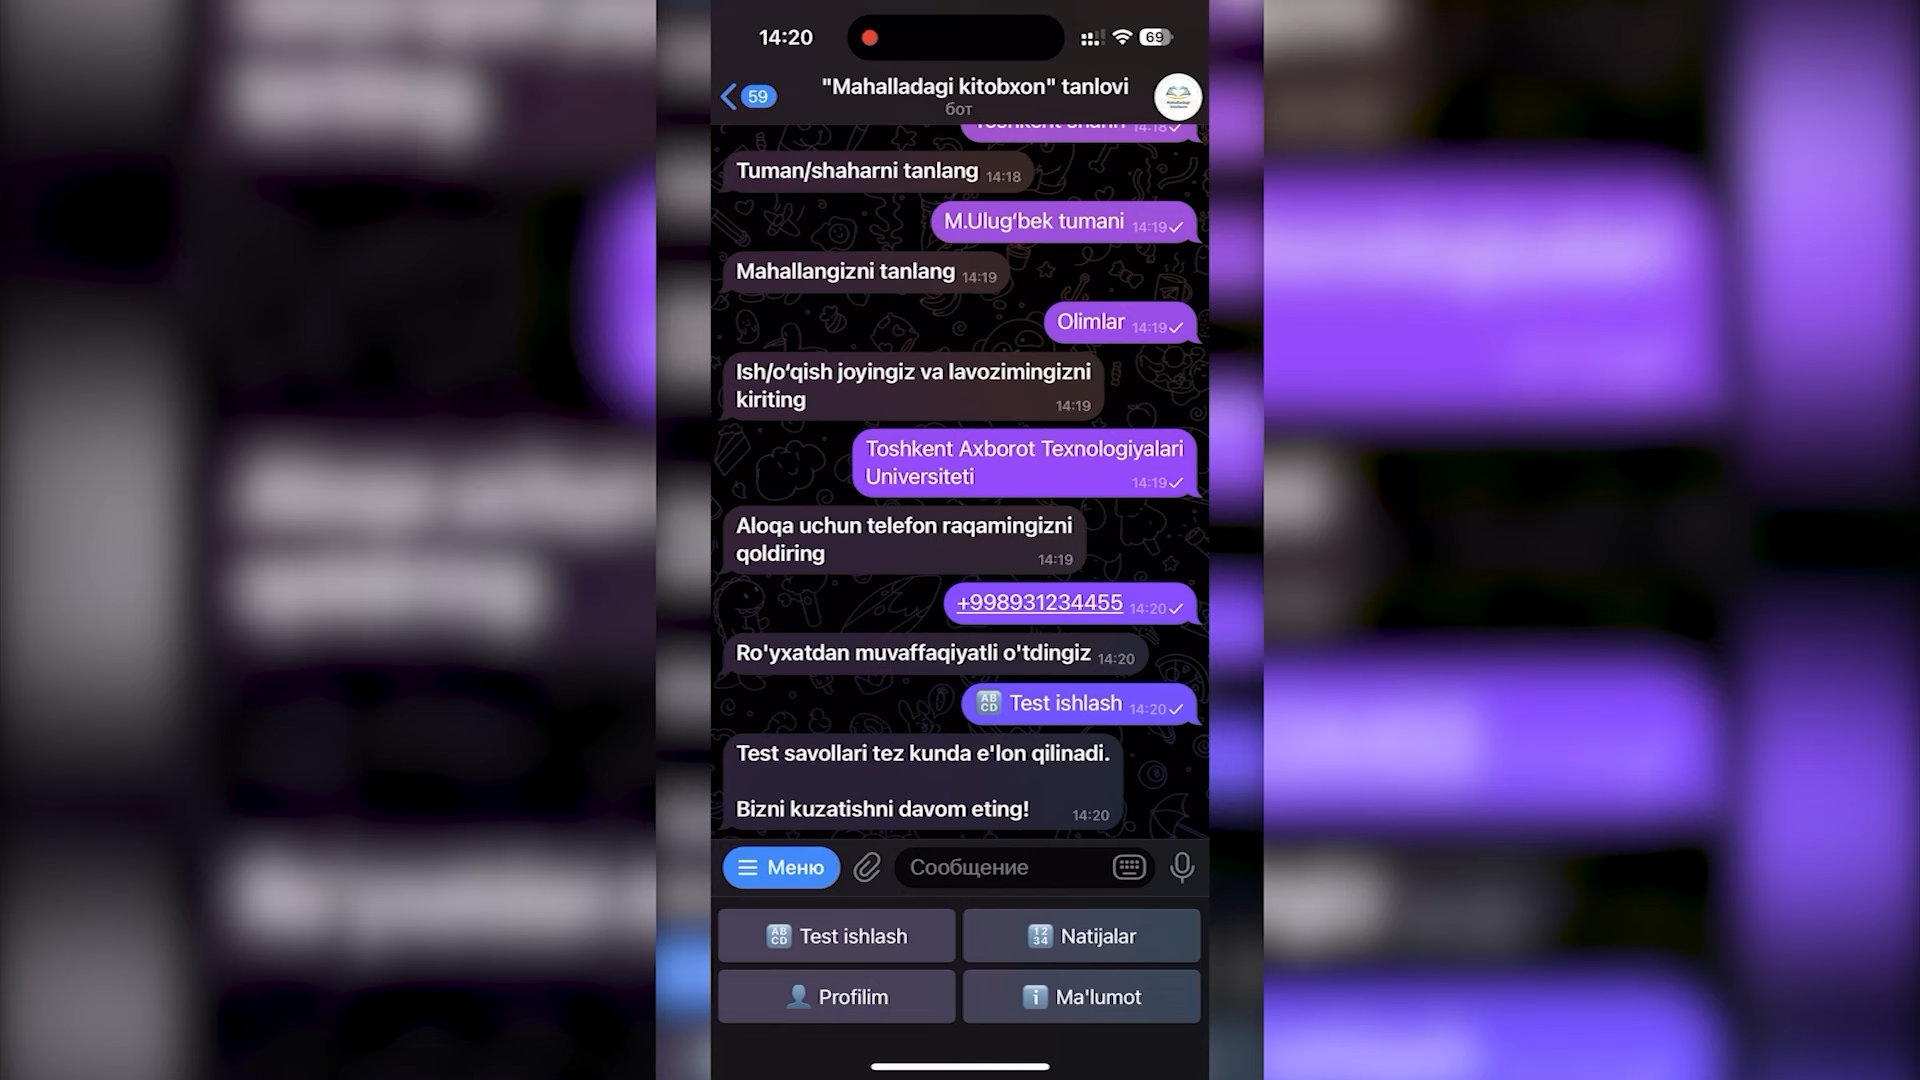 14:20
69
59
"Mahalladagi kitobxon" tanlovi
бот
14:18
Tuman/shaharni tanlang 14:18
M.Ulug‘bek tumani 14:19
Mahallangizni tanlang 14:19
Olimlar 14:19
Ish/o‘qish joyingiz va lavozimingizni
kiriting 14:19
Toshkent Axborot Texnologiyalari
Universiteti 14:19
Aloqa uchun telefon raqamingizni
qoldiring 14:19
+998931234455 14:20
Ro'yxatdan muvaffaqiyatli o'tdingiz 14:20
Test ishlash 14:20
Test savollari tez kunda e'lon qilinadi.
Bizni kuzatishni davom eting! 14:20
Меню Сообщение
Test ishlash
Natijalar
Profilim
Ma'lumot